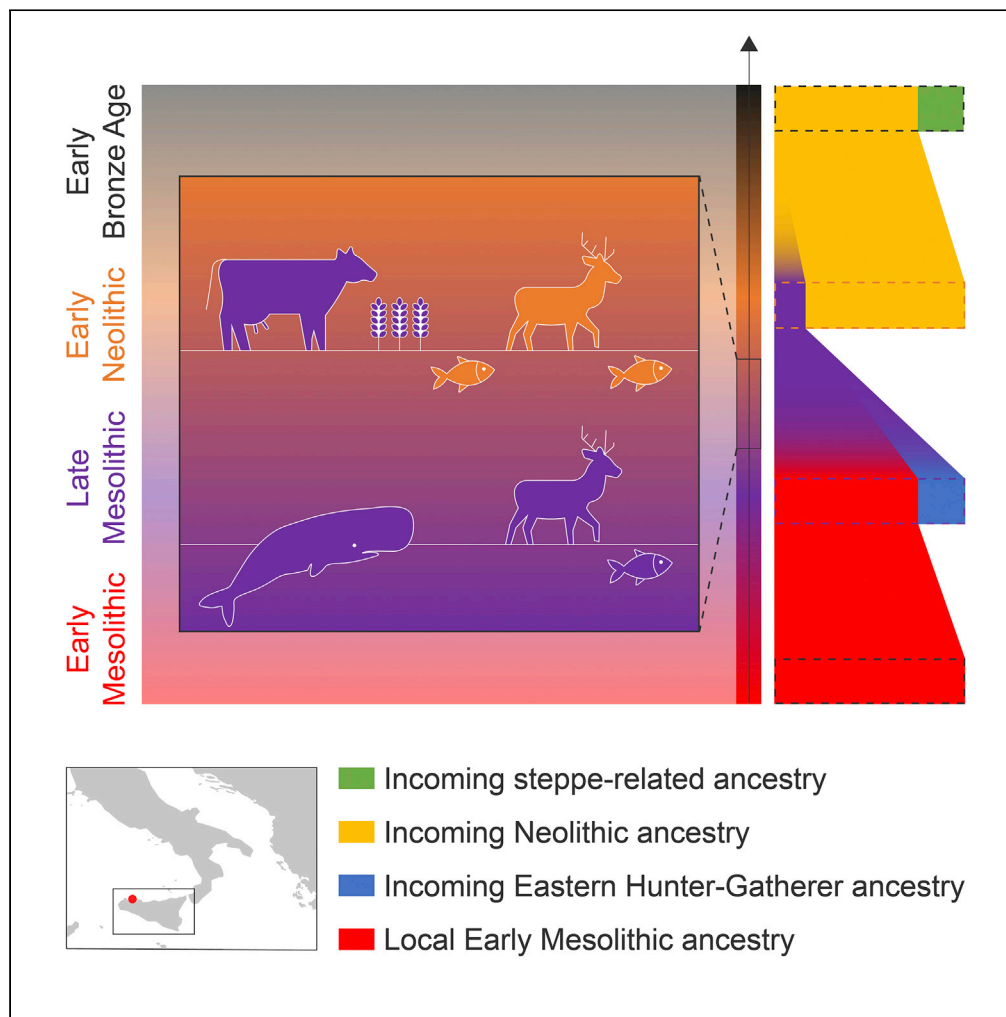 Early
Bronze Age
Early
Neolithic
Late
Mesolithic
Early
Mesolithic
Incoming steppe-related ancestry
Incoming Neolithic ancestry
Incoming Eastern Hunter-Gatherer ancestry
Local Early Mesolithic ancestry